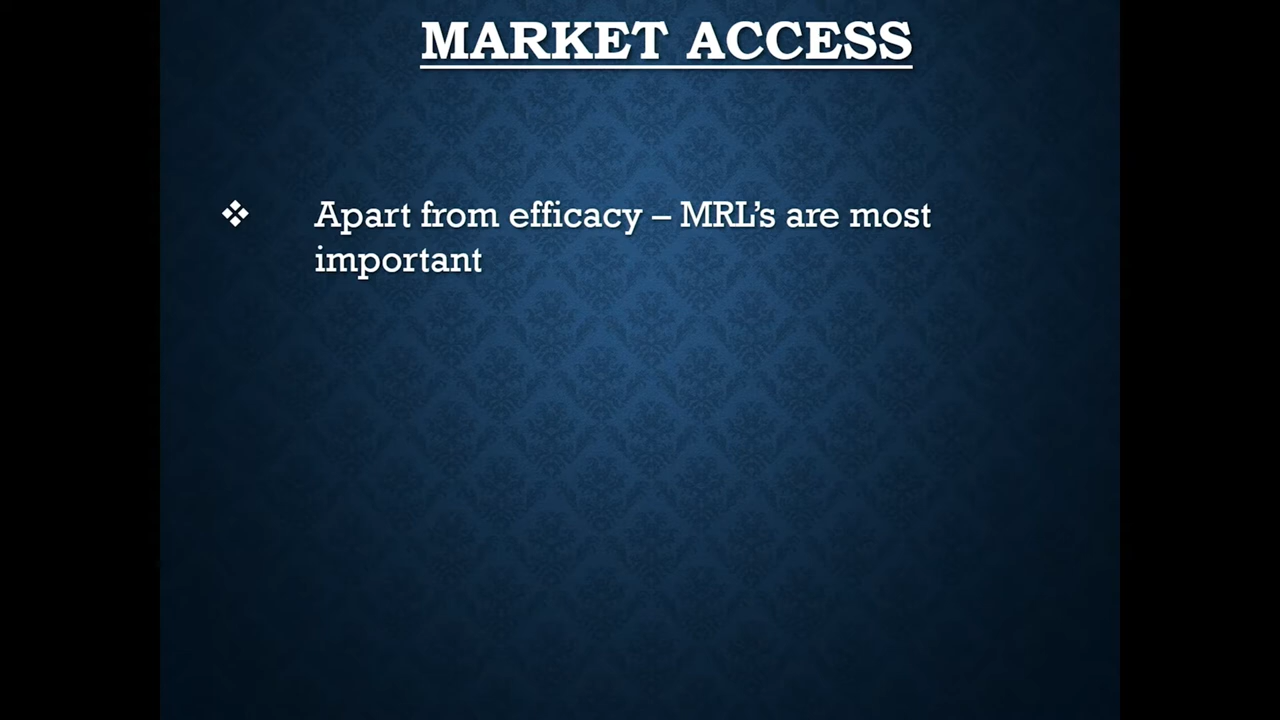 MARKET ACCESS
❖ Apart from efficacy – MRL’s are most
important